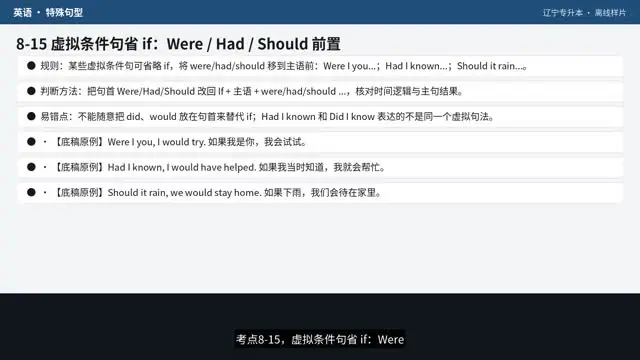 英语 · 特殊句型
辽宁专升本 · 离线样片
8-15 虚拟条件句省 if：Were / Had / Should 前置
● 规则：某些虚拟条件句可省略 if，将 were/had/should 移到主语前：Were I you...；Had I known...；Should it rain...。
● 判断方法：把句首 Were/Had/Should 改回 If + 主语 + were/had/should ...，核对时间逻辑与主句结果。
● 易错点：不能随意把 did、would 放在句首来替代 if；Had I known 和 Did I know 表达的不是同一个虚拟句法。
● · 【底稿原例】Were I you, I would try. 如果我是你，我会试试。
● · 【底稿原例】Had I known, I would have helped. 如果我当时知道，我就会帮忙。
● · 【底稿原例】Should it rain, we would stay home. 如果下雨，我们会待在家里。
考点8-15，虚拟条件句省 if：Were